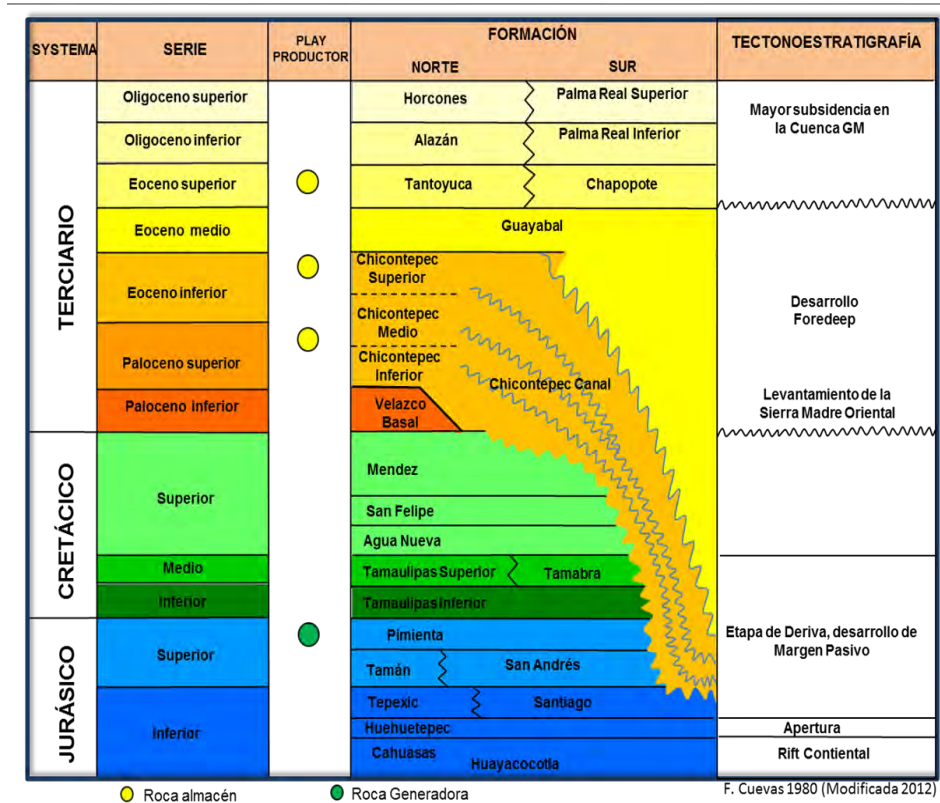 SYSTEMA
SERIE
PLAY
PRODUCTOR
FORMACIÓN
NORTE SUR
TECTONOESTRATIGRAFÍA
TERCIARIO
Oligoceno superior
Horcones
Palma Real Superior
Mayor subsidencia en
la Cuenca GM
Oligoceno inferior
Alazán
Palma Real Inferior
Eoceno superior
Tantoyuca
Chapopote
Eoceno medio
Guayabal
Eoceno inferior
Chicontepec
Superior
Chicontepec
Medio
Desarrollo
Foredeep
Paloceno superior
Chicontepec
Inferior
Chicontepec Canal
Paloceno inferior
Velazco
Basal
Levantamiento de la
Sierra Madre Oriental
CRETÁCICO
Superior
Mendez
San Felipe
Agua Nueva
Medio
Tamaulipas Superior
Tamabra
Inferior
Tamaulipas Inferior
JURÁSICO
Superior
Pimienta
Tamán
San Andrés
Etapa de Deriva, desarrollo de
Margen Pasivo
Inferior
Tepexic
Santiago
Huehuetepec
Apertura
Cahuasas
Huayacocotla
Rift Contiental
Roca almacén
Roca Generadora
F. Cuevas 1980 (Modificada 2012)